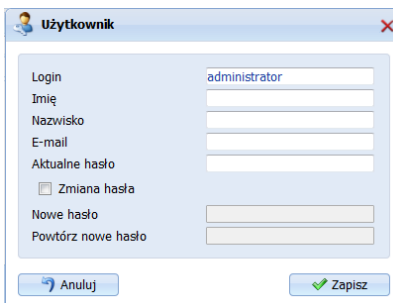 Użytkownik
Login administrator
Imię
Nazwisko
E-mail
Aktualne hasło
Zmiana hasła
Nowe hasło
Powtórz nowe hasło
Anuluj Zapisz